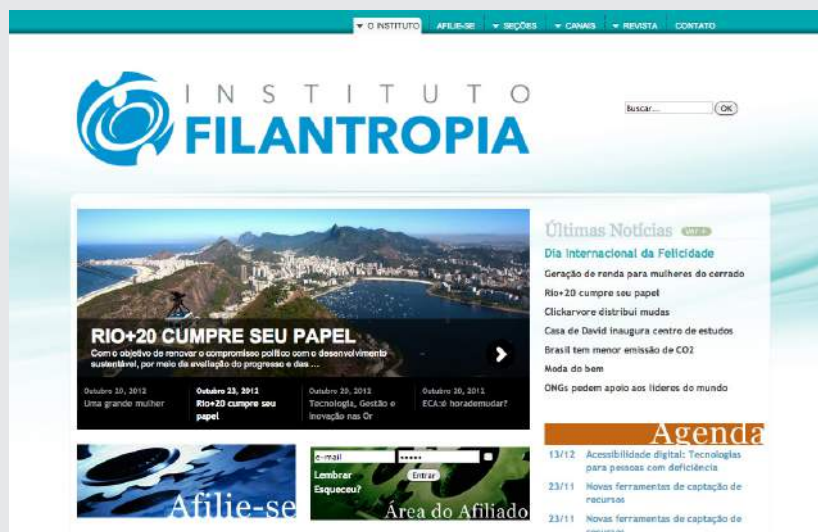 O INSTITUTO AFILIE-SE SEÇÕES CANAIS REVISTA CONTATO
INSTITUTO
FILANTROPIA
Buscar... OK
RIO+20 CUMPRE SEU PAPEL
Com o objetivo de renovar o compromisso político com o desenvolvimento
sustentável, por meio da avaliação do progresso e das ...
Outubro 20, 2012
Uma grande mulher
Outubro 23, 2012
Rio+20 cumpre seu
papel
Outubro 20, 2012
Tecnologia, Gestão e
Inovação nas Or
Outubro 20, 2012
ECA:é horademudar?
Últimas Notícias ver +
Dia Internacional da Felicidade
Geração de renda para mulheres do cerrado
Rio+20 cumpre seu papel
Clickarvore distribui mudas
Casa de David inaugura centro de estudos
Brasil tem menor emissão de CO2
Moda do bem
ONGs pedem apoio aos líderes do mundo
Afilie-se
e-mail •••••
Lembrar Entrar
Esqueceu?
Área do Afiliado
Agenda
13/12 Acessibilidade digital: Tecnologias
para pessoas com deficiência
23/11 Novas ferramentas de captação de
recursos
23/11 Novas ferramentas de captação de
recursos